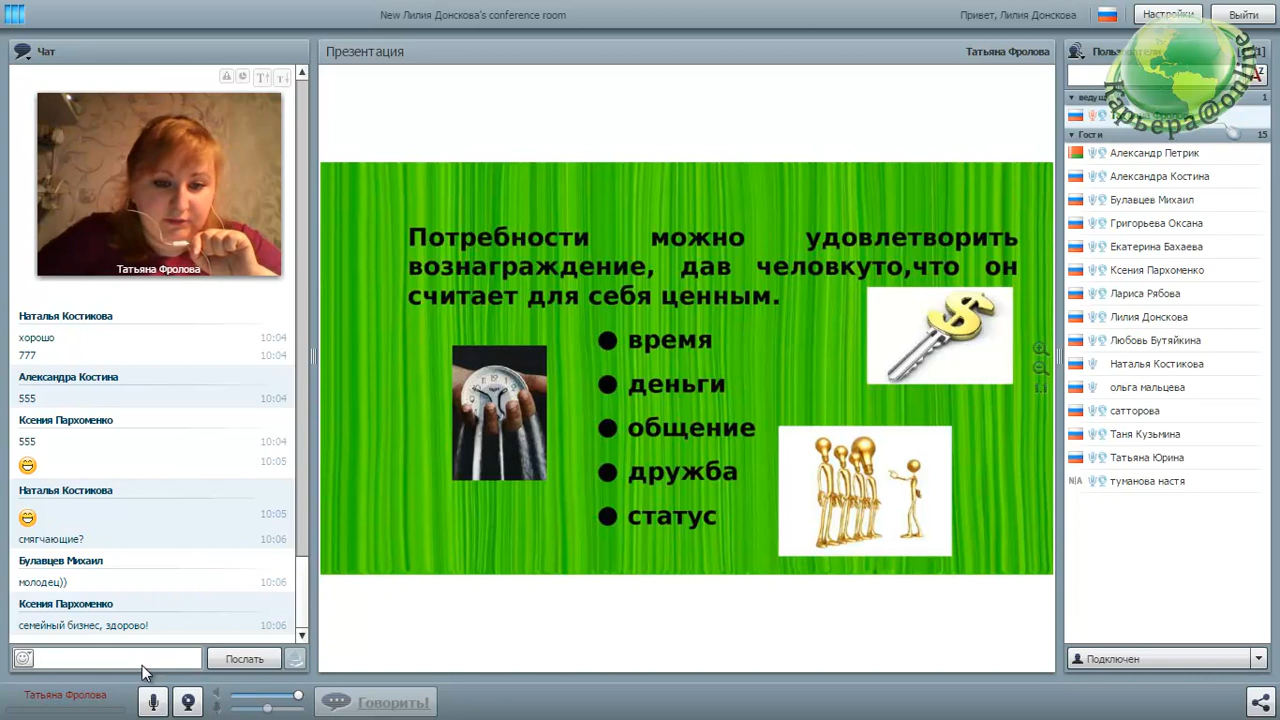 New Лилия Донскова's conference room
Привет, Лилия Донскова
Настройки
Выйти
Чат
Татьяна Фролова
Наталья Костикова
хорошо 10:04
777 10:04
Александра Костина
555 10:04
Ксения Пархоменко
555 10:04
10:05
Наталья Костикова
10:05
смягчающие? 10:06
Булавцев Михаил
молодец)) 10:06
Ксения Пархоменко
семейный бизнес, здорово! 10:06
Послать
Татьяна Фролова
Говорить!
Презентация
Татьяна Фролова
Потребности можно удовлетворить
вознаграждение, дав человкуто,что он
считает для себя ценным.
● время
● деньги
● общение
● дружба
● статус
1:1
Карьера@online
ведущ 1
Гости 15
Александр Петрик
Александра Костина
Булавцев Михаил
Григорьева Оксана
Екатерина Бахаева
Ксения Пархоменко
Лариса Рябова
Лилия Донскова
Любовь Бутяйкина
Наталья Костикова
ольга мальцева
сатторова
Таня Кузьмина
Татьяна Юрина
N/A туманова настя
Подключен